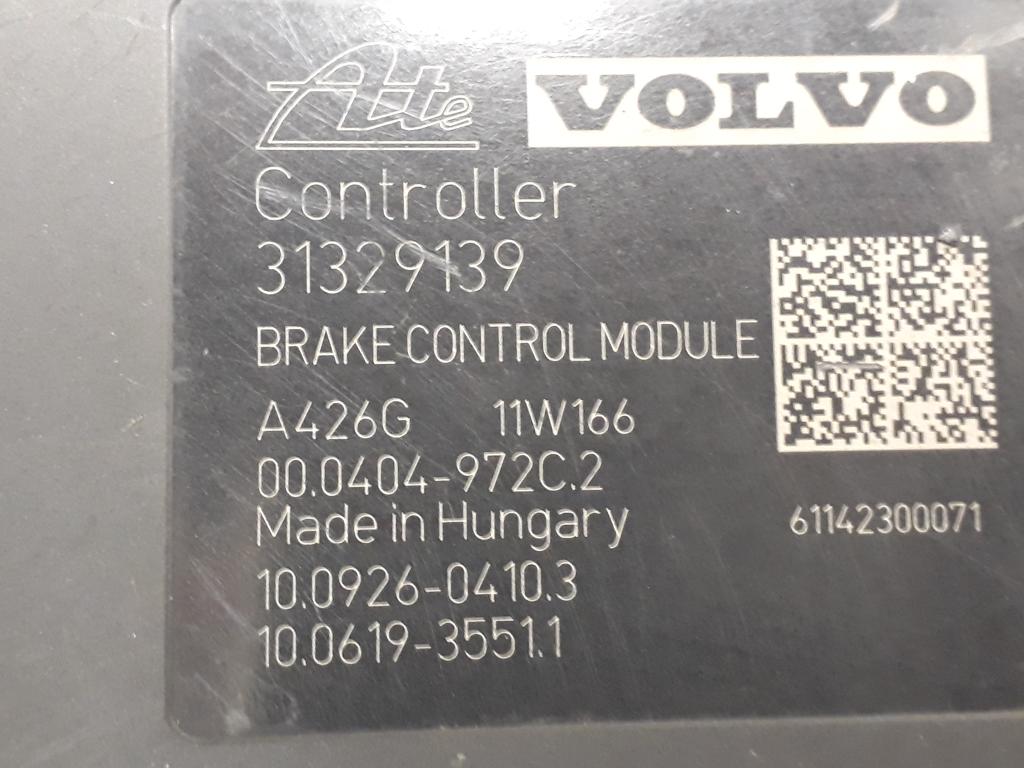 Ate VOLVO
Controller
31329139
BRAKE CONTROL MODULE
A426G 11W166
00.0404-972C.2
Made in Hungary 61142300071
10.0926-0410.3
10.0619-3551.1